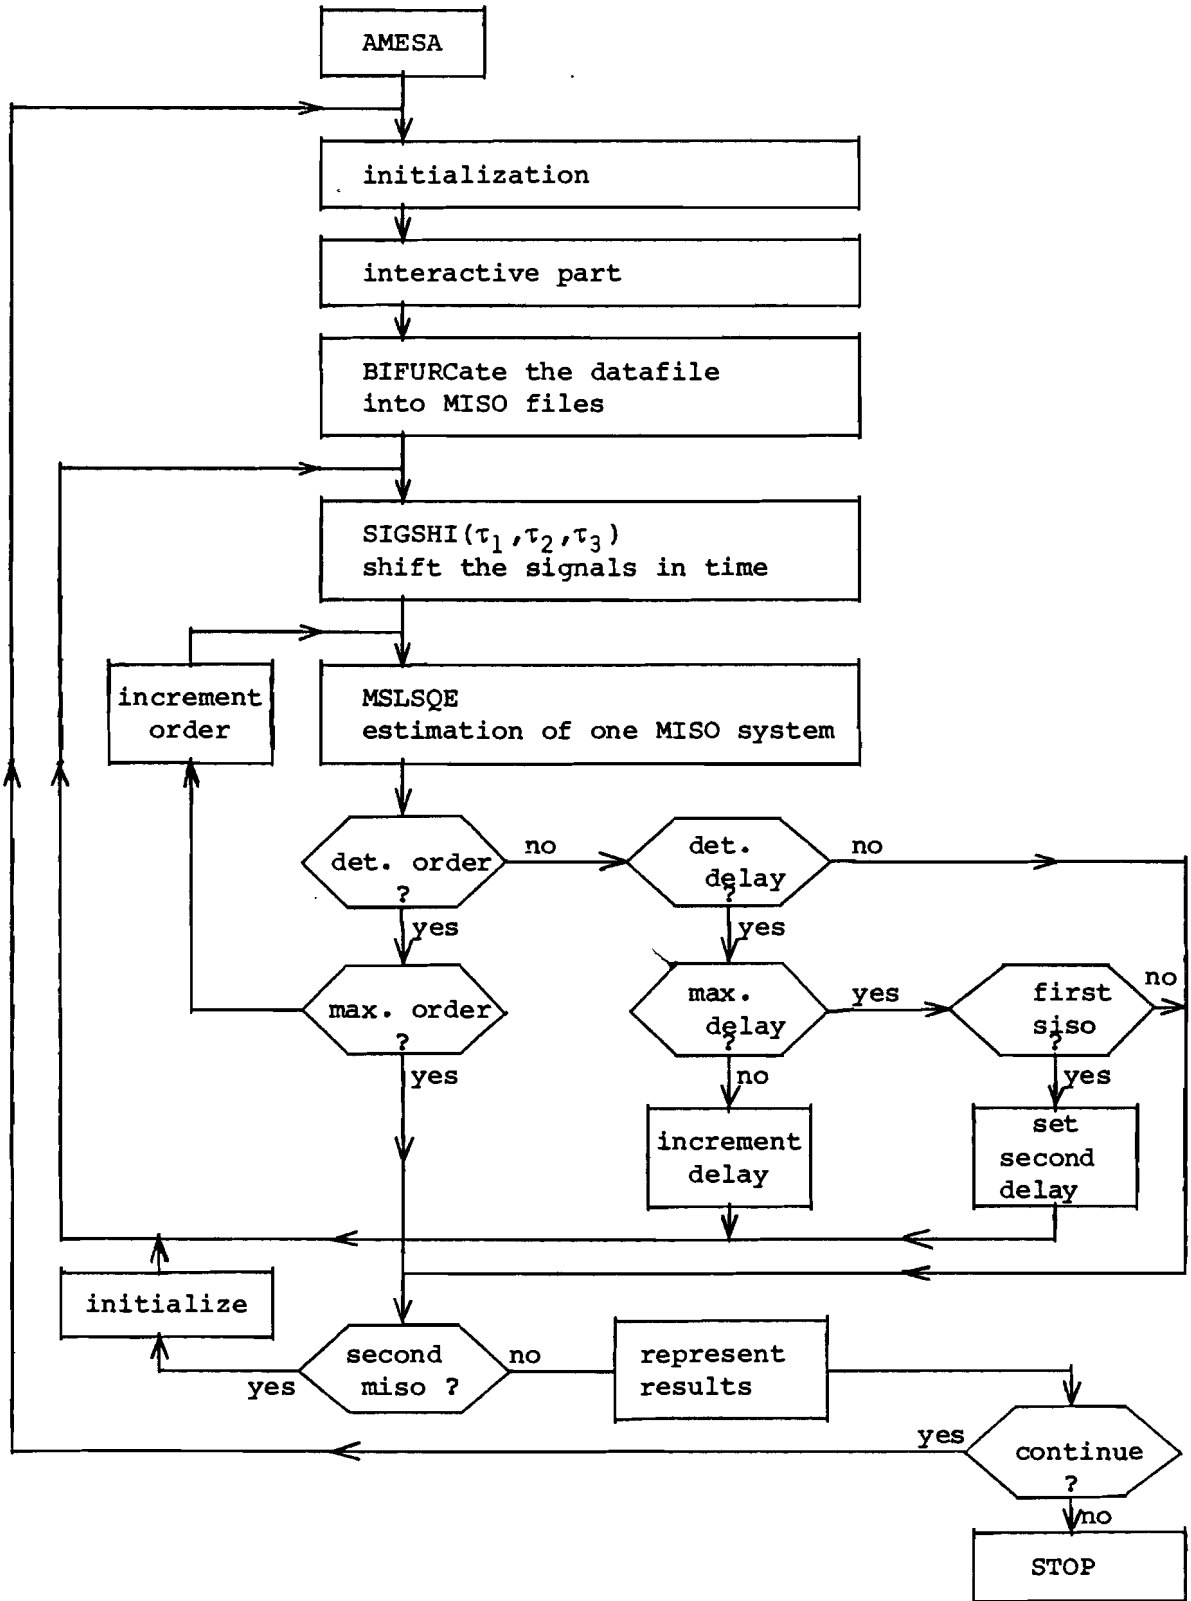 AMESA
initialization
interactive part
BIFURCate the datafile
into MISO files
SIGSHI(τ₁,τ₂,τ₃)
shift the signals in time
increment
order
MSLSQE
estimation of one MISO system
det. order
?
no
det.
delay
?
no
yes
yes
max. order
?
max.
delay
?
yes
first
siso
?
no
yes
no
yes
increment
delay
set
second
delay
initialize
second
miso ?
no
yes
represent
results
yes
continue
?
no
STOP